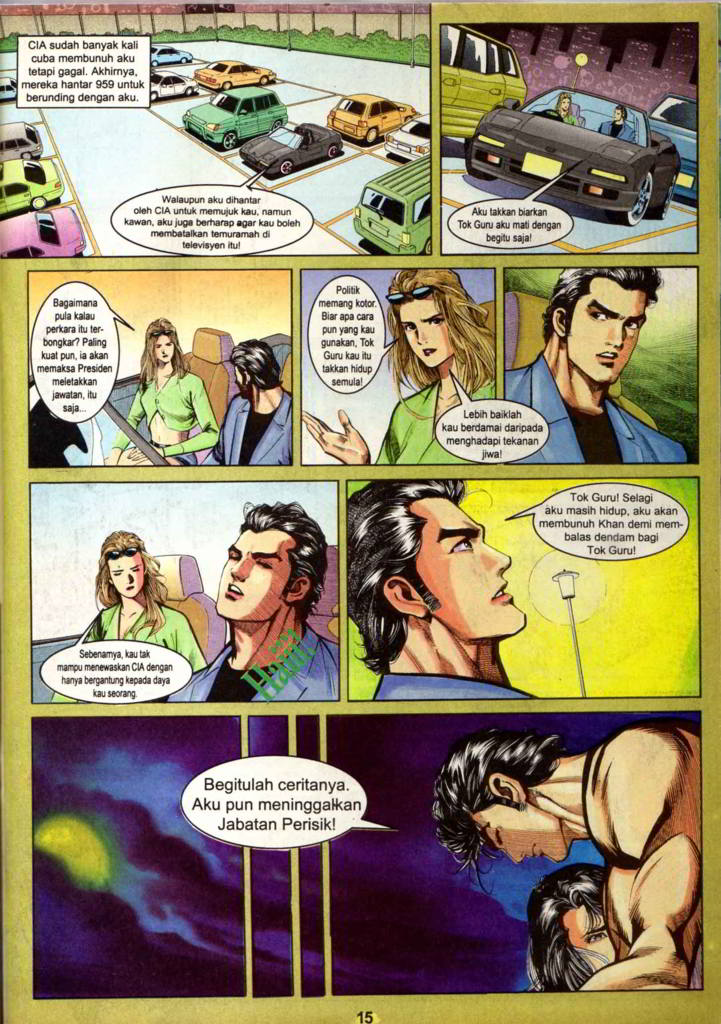 CIA sudah banyak kali
cuba membunuh aku
tetapi gagal. Akhirnya,
mereka hantar 959 untuk
berunding dengan aku.
Walaupun aku dihantar
oleh CIA untuk memujuk kau, namun
kawan, aku juga berharap agar kau boleh
membatalkan temuramah di
televisyen itu!
Aku takkan biarkan
Tok Guru aku mati dengan
begitu saja!
Bagaimana
pula kalau
perkara itu ter-
bongkar? Paling
kuat pun, ia akan
memaksa Presiden
meletakkan
jawatan, itu
saja...
Politik
memang kotor.
Biar apa cara
pun yang kau
gunakan, Tok
Guru kau itu
takkan hidup
semula!
Lebih baiklah
kau berdamai daripada
menghadapi tekanan
jiwa!
Sebenarnya, kau tak
mampu menewaskan CIA dengan
hanya bergantung kepada daya
kau seorang.
Tok Guru! Selagi
aku masih hidup, aku akan
membunuh Khan demi mem-
balas dendam bagi
Tok Guru!
Begitulah ceritanya.
Aku pun meninggalkan
Jabatan Perisik!
15